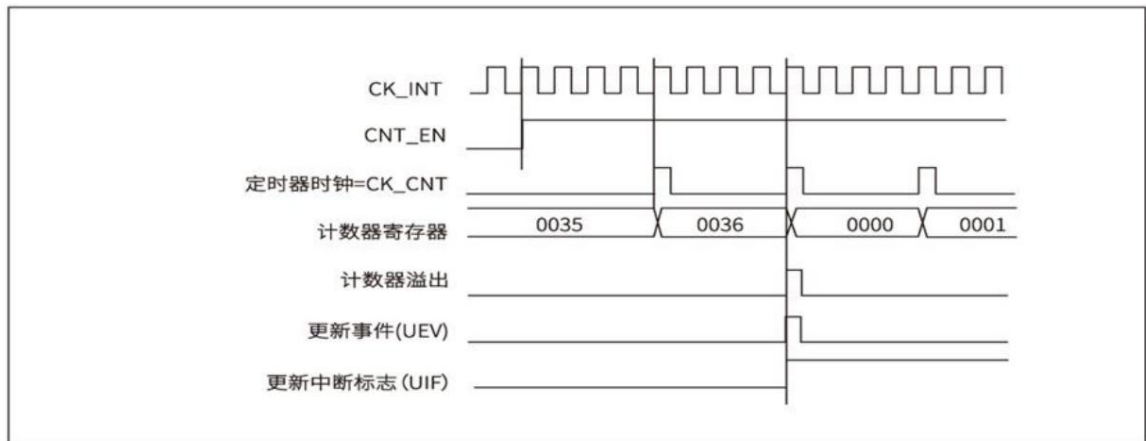 CK_INT
CNT_EN
定时器时钟=CK_CNT
计数器寄存器 0035 0036 0000 0001
计数器溢出
更新事件(UEV)
更新中断标志(UIF)